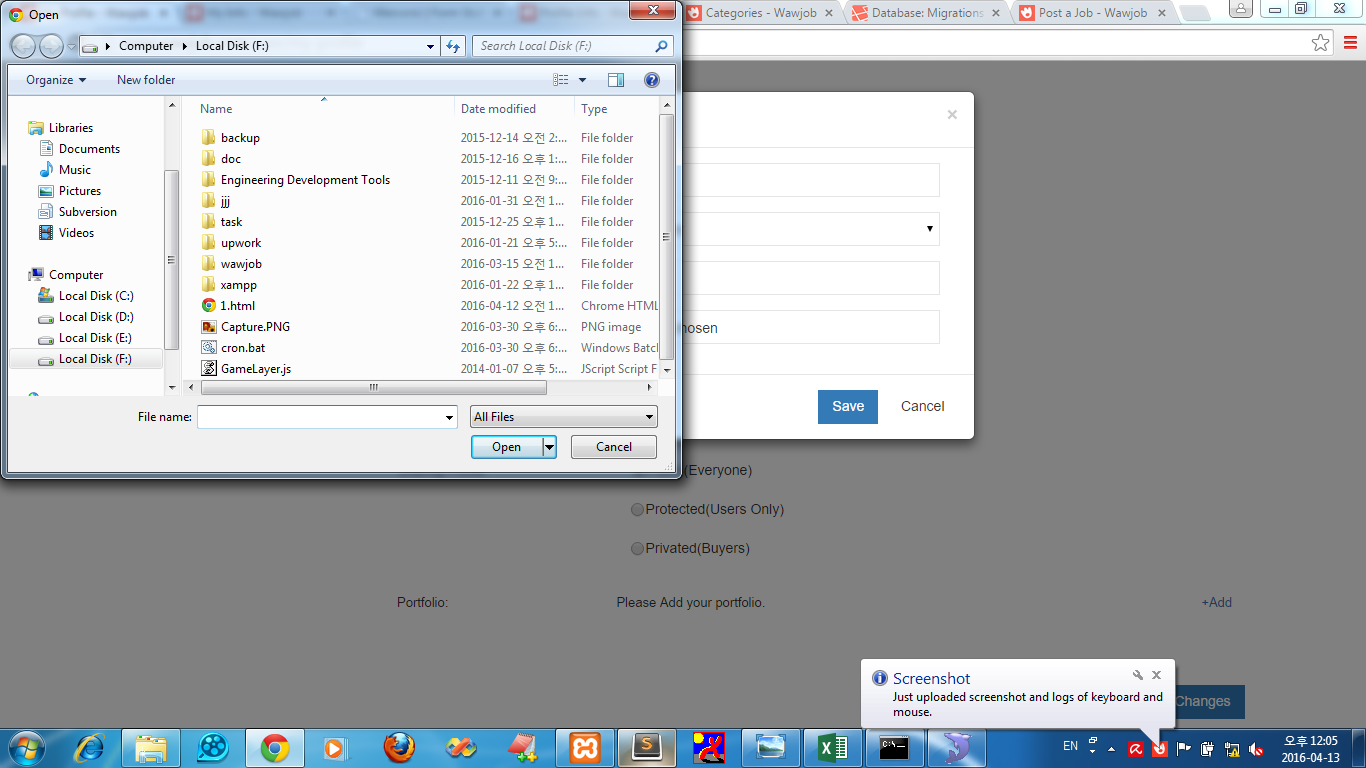 Open
Categories - Wawjob
Database: Migrations
Post a Job - Wawjob
Computer
Local Disk (F:)
Search Local Disk (F:)
Organize
New folder
Name
Date modified
Type
Libraries
Documents
Music
Pictures
Subversion
Videos
Computer
Local Disk (C:)
Local Disk (D:)
Local Disk (E:)
Local Disk (F:)
backup 2015-12-14 오전 2:... File folder
doc 2015-12-16 오후 1:... File folder
Engineering Development Tools 2015-12-11 오전 9:... File folder
jjj 2016-01-31 오전 1... File folder
task 2015-12-25 오후 1... File folder
upwork 2016-01-21 오후 5:... File folder
wawjob 2016-03-15 오전 1... File folder
xampp 2016-01-22 오후 1... File folder
1.html 2016-04-12 오전 1... Chrome HTML
Capture.PNG 2016-03-30 오후 6:... PNG image
cron.bat 2016-03-30 오후 6:... Windows Batc
GameLayer.js 2014-01-07 오후 5:... JScript Script F
File name:
All Files
Open
Cancel
hosen
Save
Cancel
(Everyone)
Protected(Users Only)
Privated(Buyers)
Portfolio:
Please Add your portfolio.
+Add
Screenshot
Just uploaded screenshot and logs of keyboard and
mouse.
Changes
EN
오후 12:05
2016-04-13